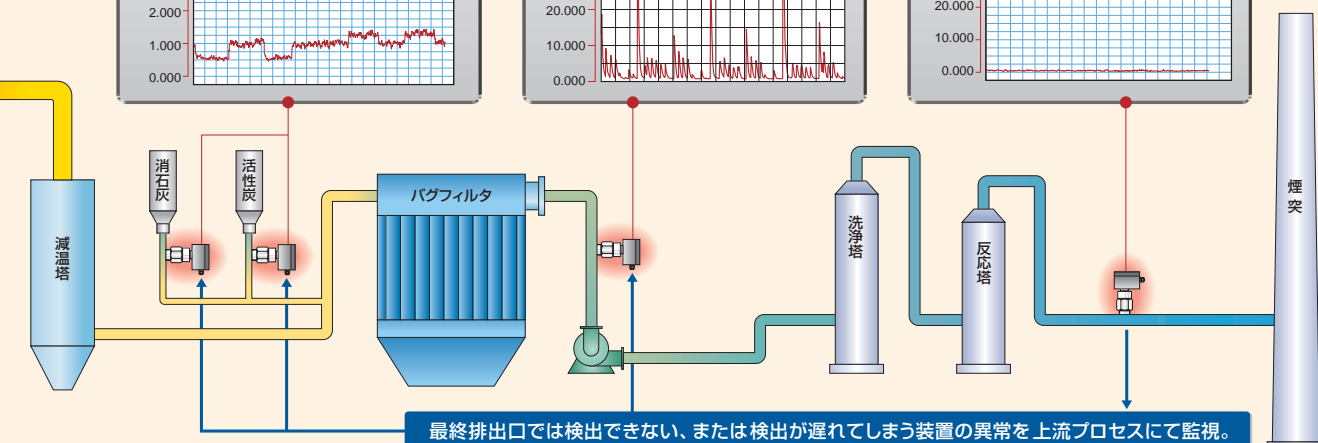 2.000
1.000
0.000
20.000
10.000
0.000
20.000
10.000
0.000
減温塔
消石灰
活性炭
バグフィルタ
洗浄塔
反応塔
煙突
最終排出口では検出できない、または検出が遅れてしまう装置の異常を上流プロセスにて監視。